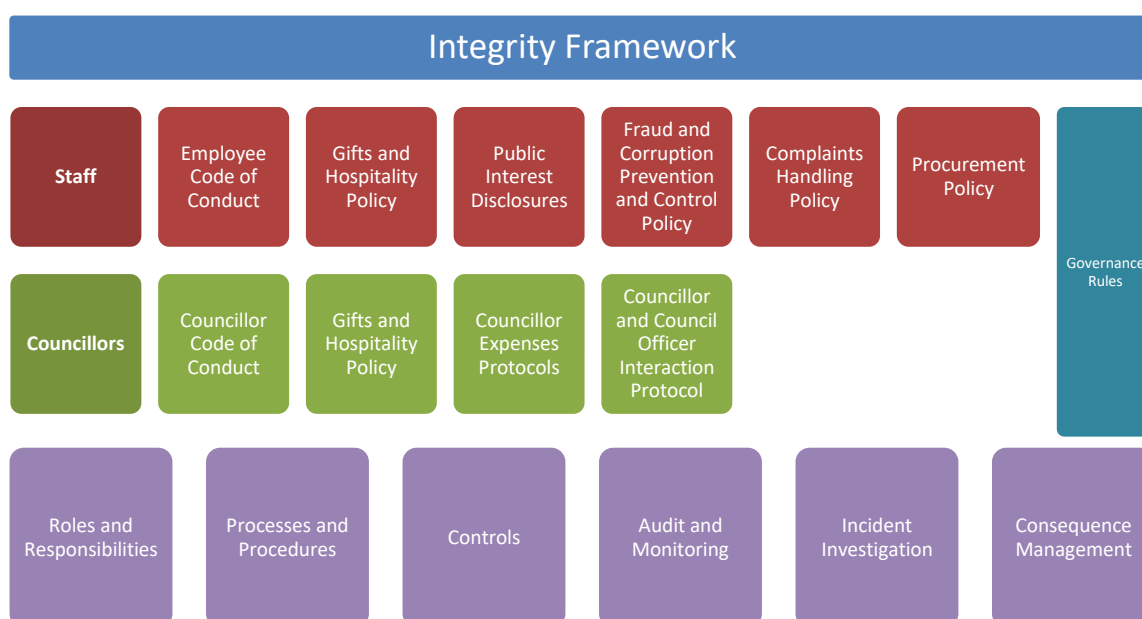 Integrity Framework
Staff
Employee
Code of
Conduct
Gifts and
Hospitality
Policy
Public
Interest
Disclosures
Fraud and
Corruption
Prevention
and Control
Policy
Complaints
Handling
Policy
Procurement
Policy
Governance
Rules
Councillors
Councillor
Code of
Conduct
Gifts and
Hospitality
Policy
Councillor
Expenses
Protocols
Councillor
and Council
Officer
Interaction
Protocol
Roles and
Responsibilities
Processes and
Procedures
Controls
Audit and
Monitoring
Incident
Investigation
Consequence
Management